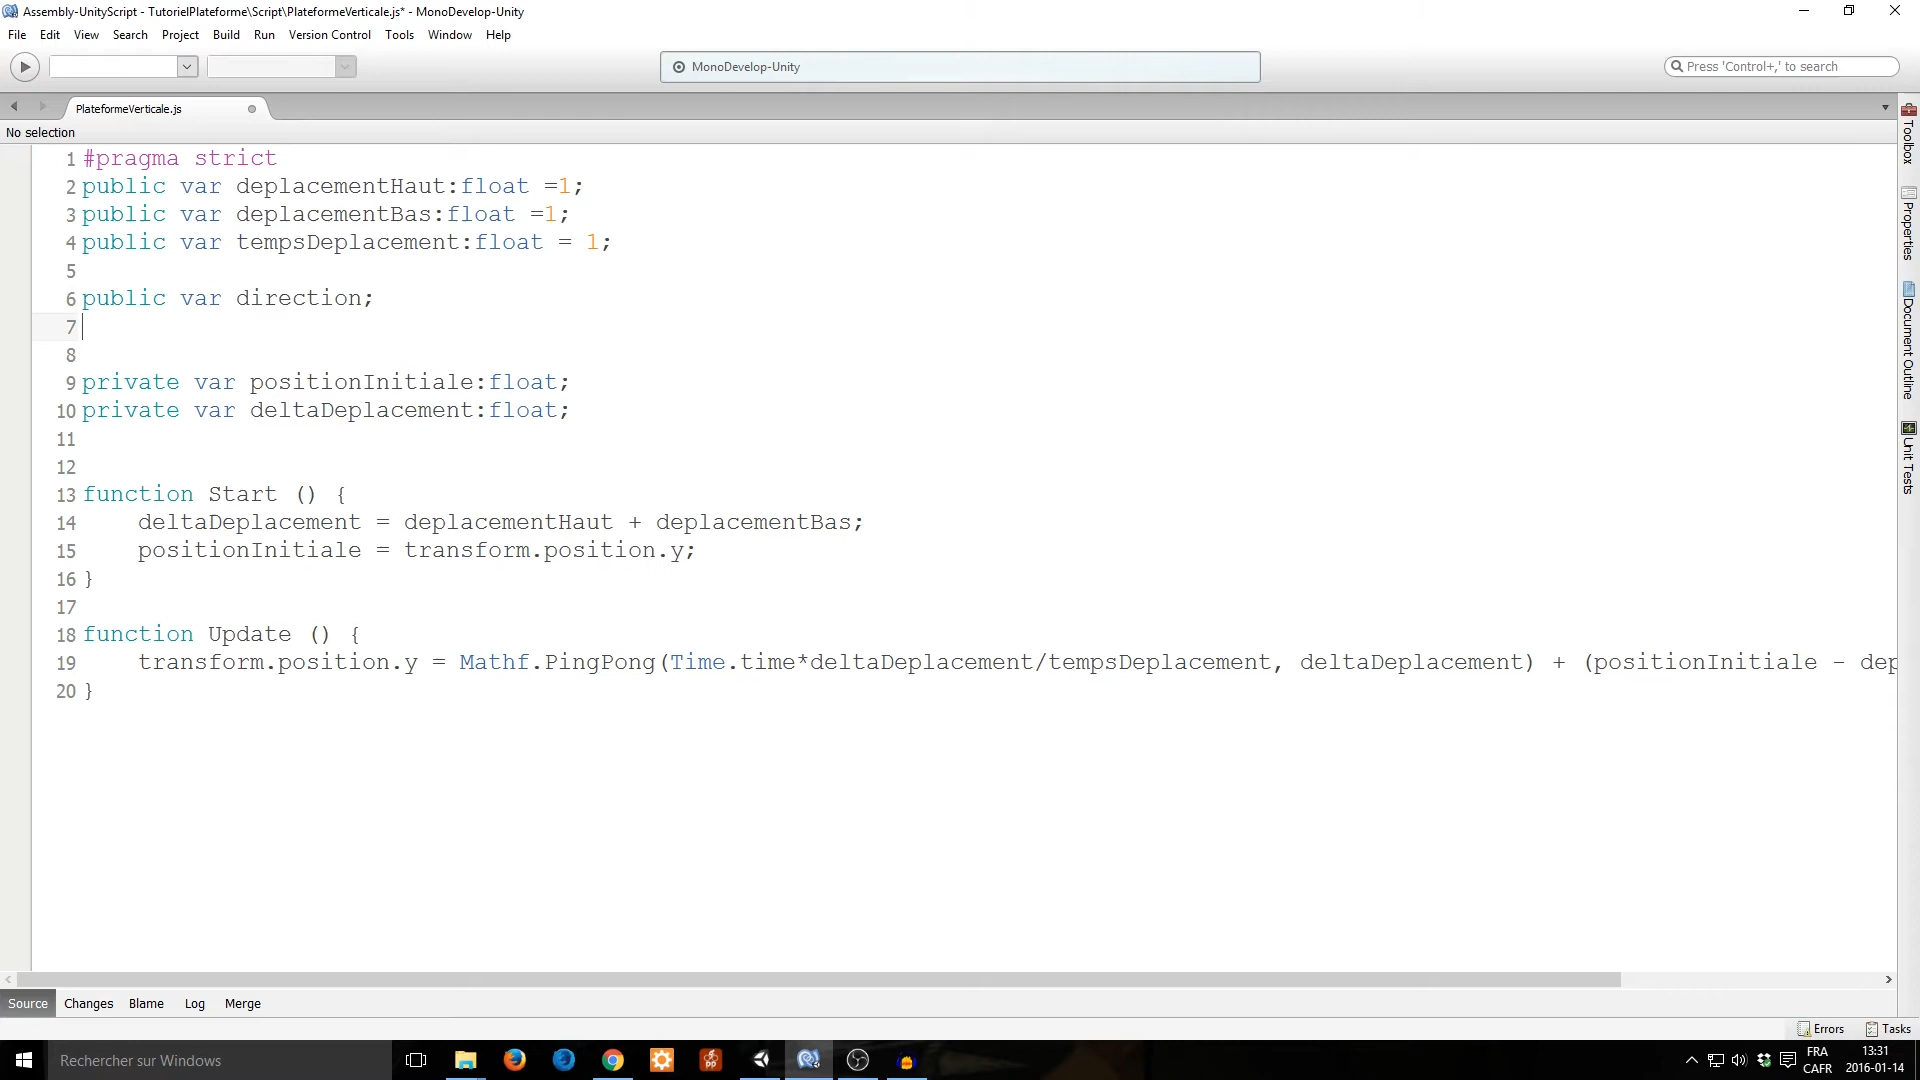 Assembly-UnityScript - TutorielPlateforme\Script\PlateformeVerticale.js* - MonoDevelop-Unity
File Edit View Search Project Build Run Version Control Tools Window Help
MonoDevelop-Unity
Press 'Control+,' to search
PlateformeVerticale.js
No selection
1 #pragma strict
2 public var deplacementHaut:float =1;
3 public var deplacementBas:float =1;
4 public var tempsDeplacement:float = 1;
5
6 public var direction;
7
8
9 private var positionInitiale:float;
10 private var deltaDeplacement:float;
11
12
13 function Start () {
14 deltaDeplacement = deplacementHaut + deplacementBas;
15 positionInitiale = transform.position.y;
16 }
17
18 function Update () {
19 transform.position.y = Mathf.PingPong(Time.time*deltaDeplacement/tempsDeplacement, deltaDeplacement) + (positionInitiale - dep
20 }
Toolbox
Properties
Document Outline
Unit Tests
Source Changes Blame Log Merge
Errors Tasks
Rechercher sur Windows
FRA
CAFR
13:31
2016-01-14